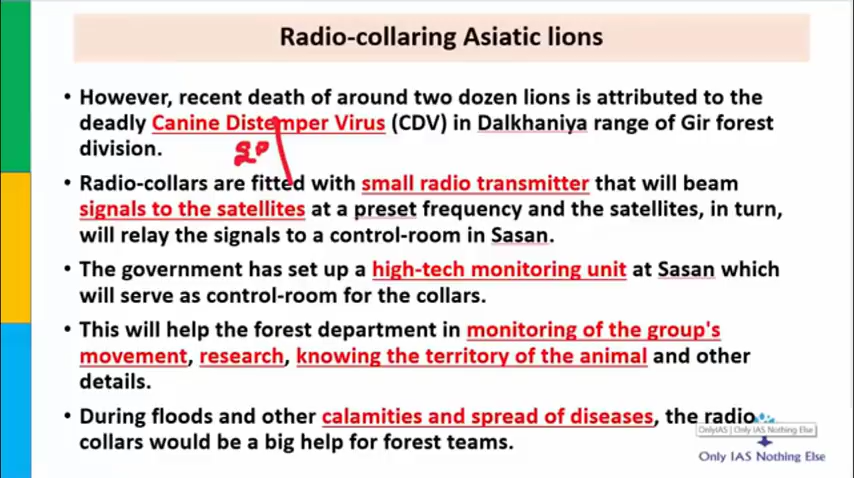 Radio-collaring Asiatic lions
• However, recent death of around two dozen lions is attributed to the
deadly Canine Distemper Virus (CDV) in Dalkhaniya range of Gir forest
division.
20
• Radio-collars are fitted with small radio transmitter that will beam
signals to the satellites at a preset frequency and the satellites, in turn,
will relay the signals to a control-room in Sasan.
• The government has set up a high-tech monitoring unit at Sasan which
will serve as control-room for the collars.
• This will help the forest department in monitoring of the group's
movement, research, knowing the territory of the animal and other
details.
• During floods and other calamities and spread of diseases, the radio
collars would be a big help for forest teams.
OnlyIAS | Only IAS Nothing Else
Only IAS Nothing Else